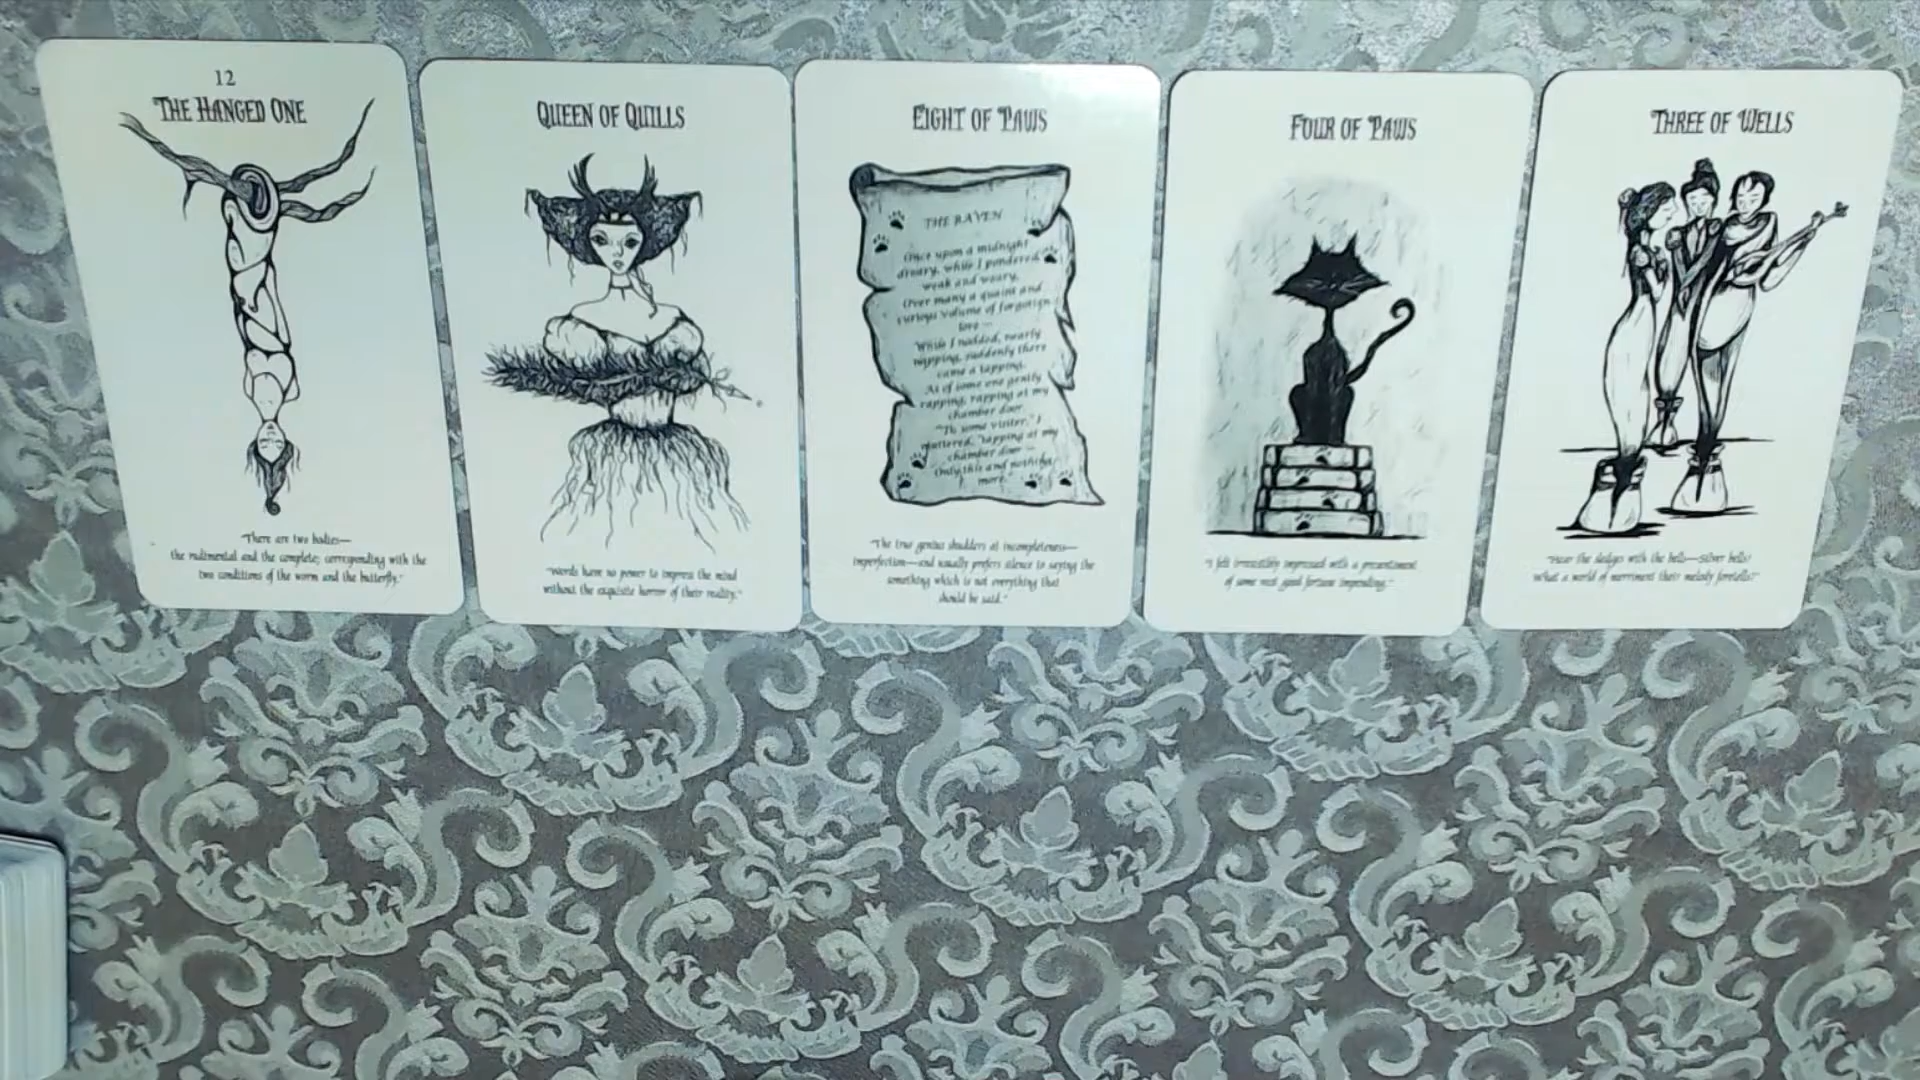 12
THE HANGED ONE
"There are two bodies—
the rudimental and the complete; corresponding with the
two conditions of the worm and the butterfly."
QUEEN OF QUILLS
"Words have no power to impress the mind
without the exquisite horror of their reality."
EIGHT OF PAWS
THE RAVEN
Once upon a midnight
dreary, while I pondered,
weak and weary,
Over many a quaint and
curious volume of forgotten
lore —
While I nodded, nearly
napping, suddenly there
came a tapping,
As of some one gently
rapping, rapping at my
chamber door.
"'Tis some visiter," I
muttered, "tapping at my
chamber door —
Only this and nothing
more."
"The true genius shudders at incompleteness—
imperfection—and usually prefers silence to saying the
something which is not everything that
should be said."
FOUR OF PAWS
"I felt irresistibly impressed with a presentiment
of some vast good fortune impending."
THREE OF WELLS
"Hear the sledges with the bells—silver bells!
What a world of merriment their melody foretells!"